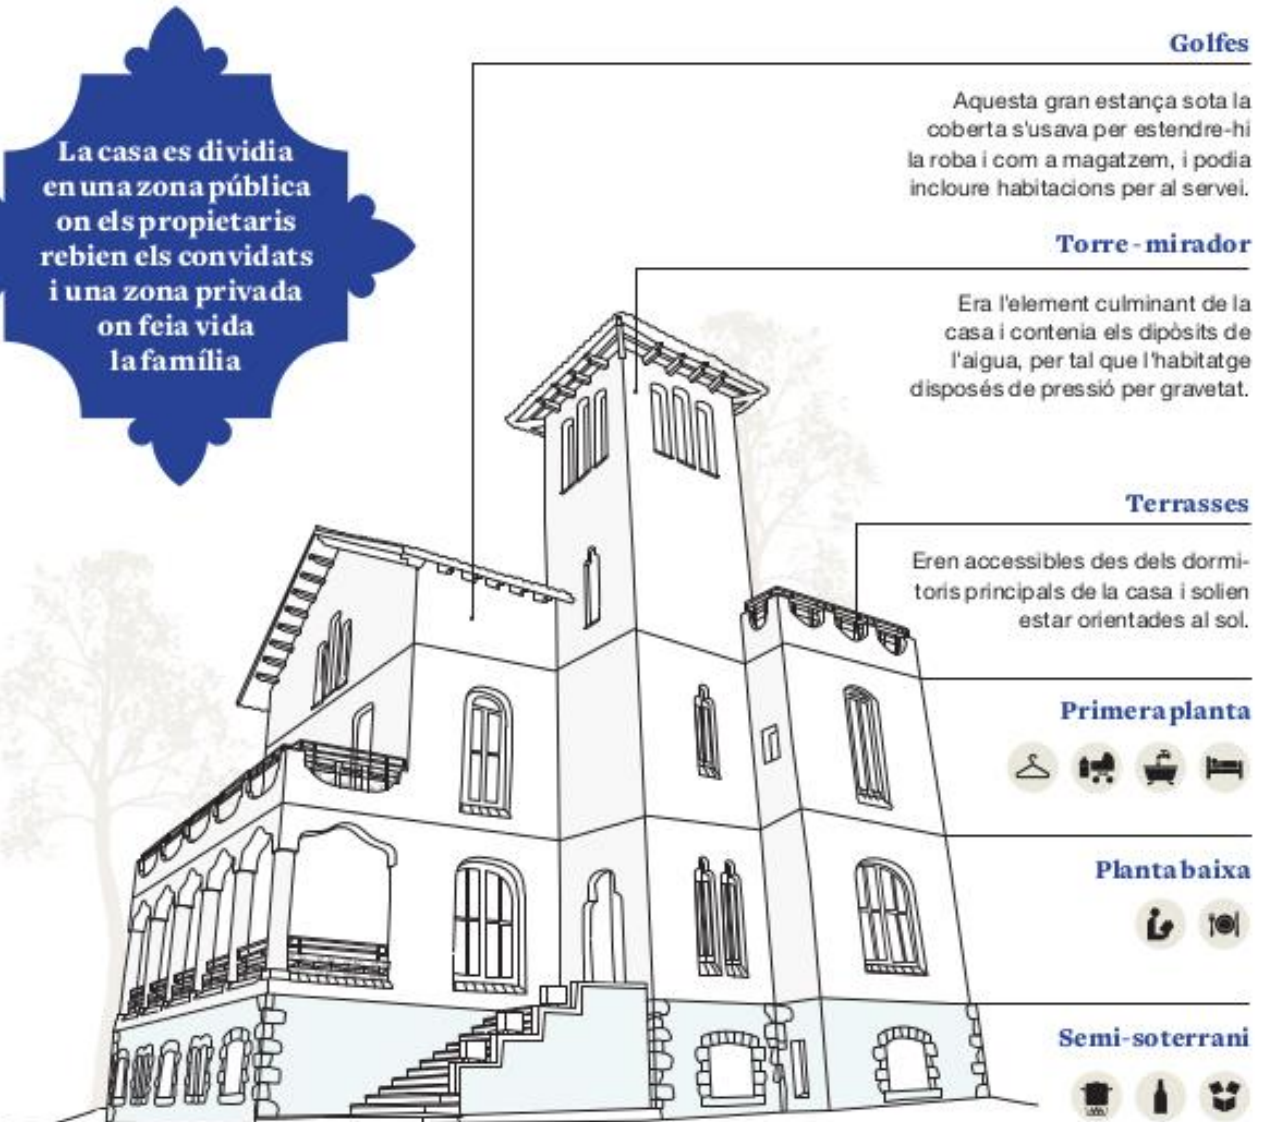 La casa es dividia
en una zona pública
on els propietaris
rebien els convidats
i una zona privada
on feia vida
la família
Golfes
Aquesta gran estança sota la
coberta s'usava per estendre-hi
la roba i com a magatzem, i podia
incloure habitacions per al servei.
Torre-mirador
Era l'element culminant de la
casa i contenia els dipòsits de
l'aigua, per tal que l'habitatge
disposés de pressió per gravetat.
Terrasses
Eren accessibles des dels dormi-
toris principals de la casa i solien
estar orientades al sol.
Primera planta
Planta baixa
Semi-soterrani